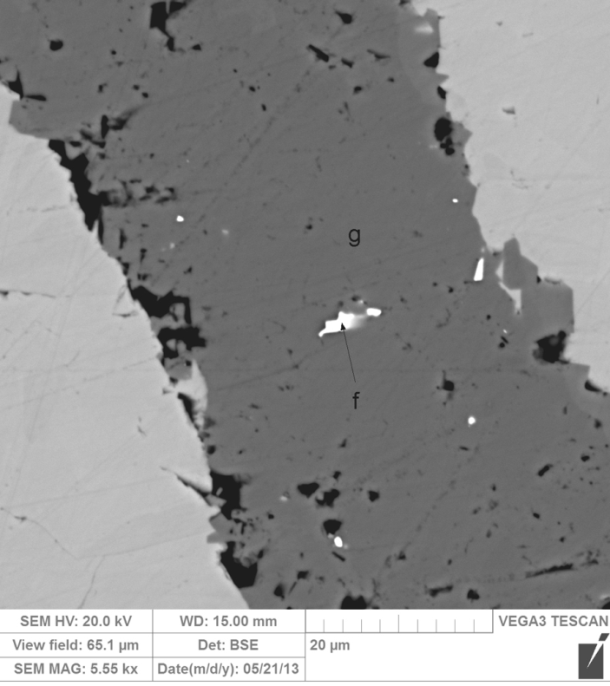 g
f
SEM HV: 20.0 kV WD: 15.00 mm VEGA3 TESCAN
View field: 65.1 µm Det: BSE 20 µm
SEM MAG: 5.55 kx Date(m/d/y): 05/21/13